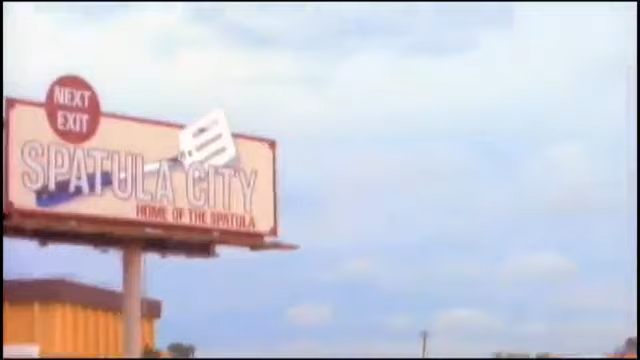 NEXT
EXIT
SPATULA CITY
HOME OF THE SPATULA